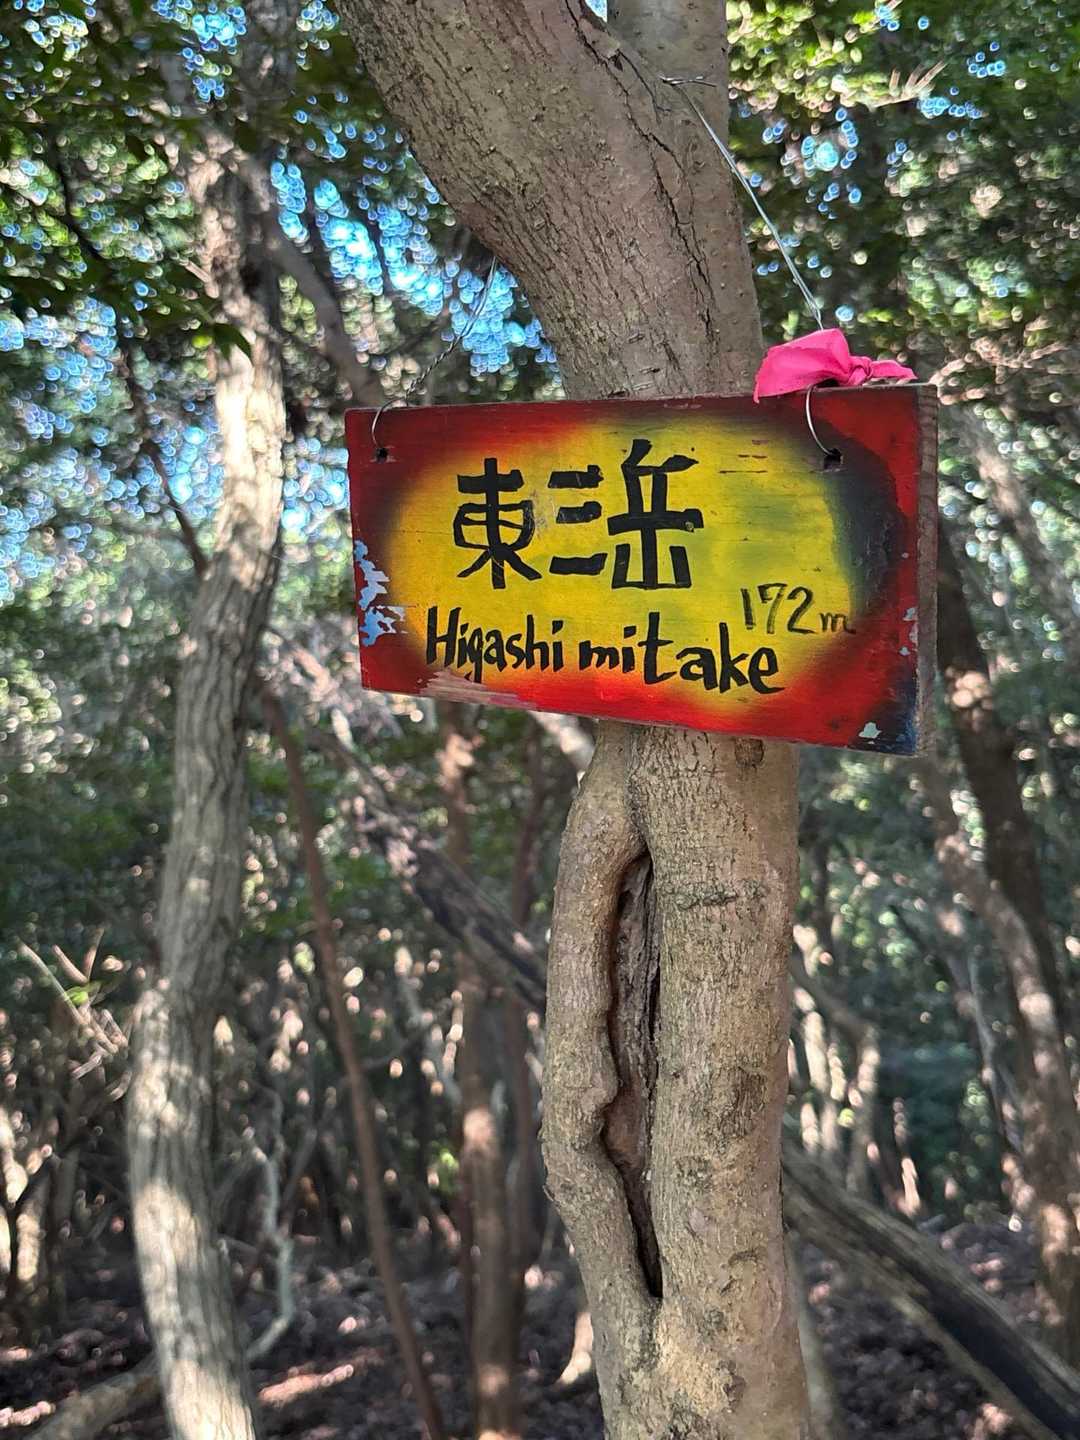 東三岳
Higashi mitake
172m